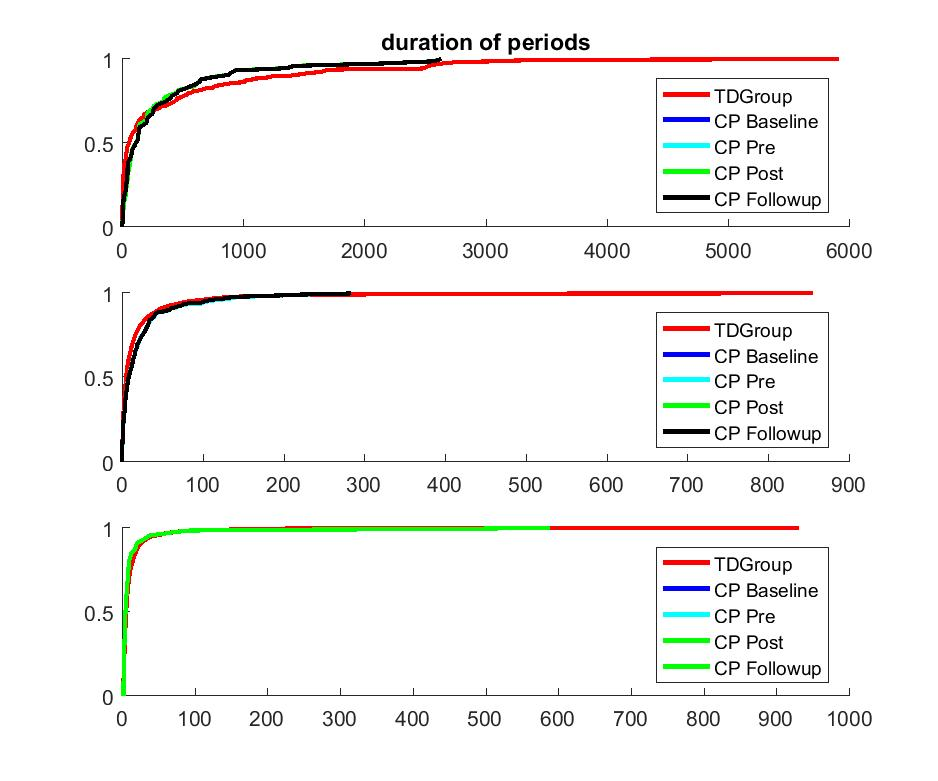 duration of periods
1
0.5
0
0 1000 2000 3000 4000 5000 6000
TDGroup
CP Baseline
CP Pre
CP Post
CP Followup
1
0.5
0
0 100 200 300 400 500 600 700 800 900
TDGroup
CP Baseline
CP Pre
CP Post
CP Followup
1
0.5
0
0 100 200 300 400 500 600 700 800 900 1000
TDGroup
CP Baseline
CP Pre
CP Post
CP Followup